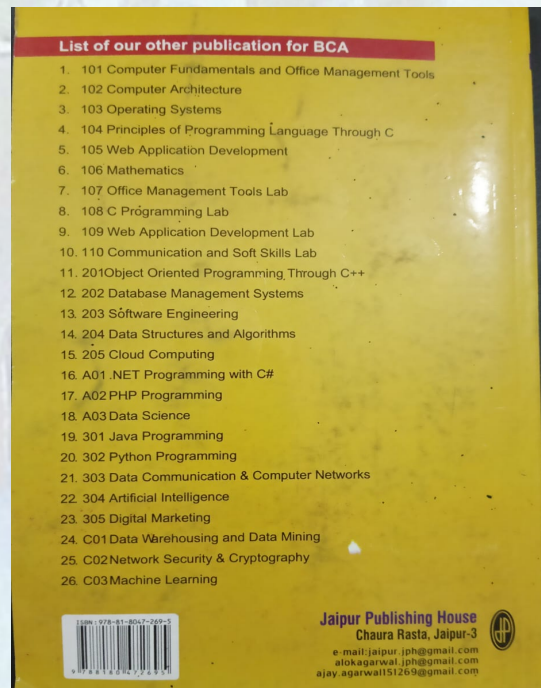 List of our other publication for BCA
1. 101 Computer Fundamentals and Office Management Tools
2. 102 Computer Architecture
3. 103 Operating Systems
4. 104 Principles of Programming Language Through C
5. 105 Web Application Development
6. 106 Mathematics
7. 107 Office Management Tools Lab
8. 108 C Programming Lab
9. 109 Web Application Development Lab
10. 110 Communication and Soft Skills Lab
11. 201Object Oriented Programming Through C++
12. 202 Database Management Systems
13. 203 Software Engineering
14. 204 Data Structures and Algorithms
15. 205 Cloud Computing
16. A01 .NET Programming with C#
17. A02 PHP Programming
18. A03 Data Science
19. 301 Java Programming
20. 302 Python Programming
21. 303 Data Communication & Computer Networks
22. 304 Artificial Intelligence
23. 305 Digital Marketing
24. C01 Data Warehousing and Data Mining
25. C02 Network Security & Cryptography
26. C03 Machine Learning
ISBN: 978-81-8047-269-5
9 788180 472695
Jaipur Publishing House
Chaura Rasta, Jaipur-3
e-mail:jaipur.jph@gmail.com
alokagarwal.jph@gmail.com
ajay.agarwal151269@gmail.com
JP